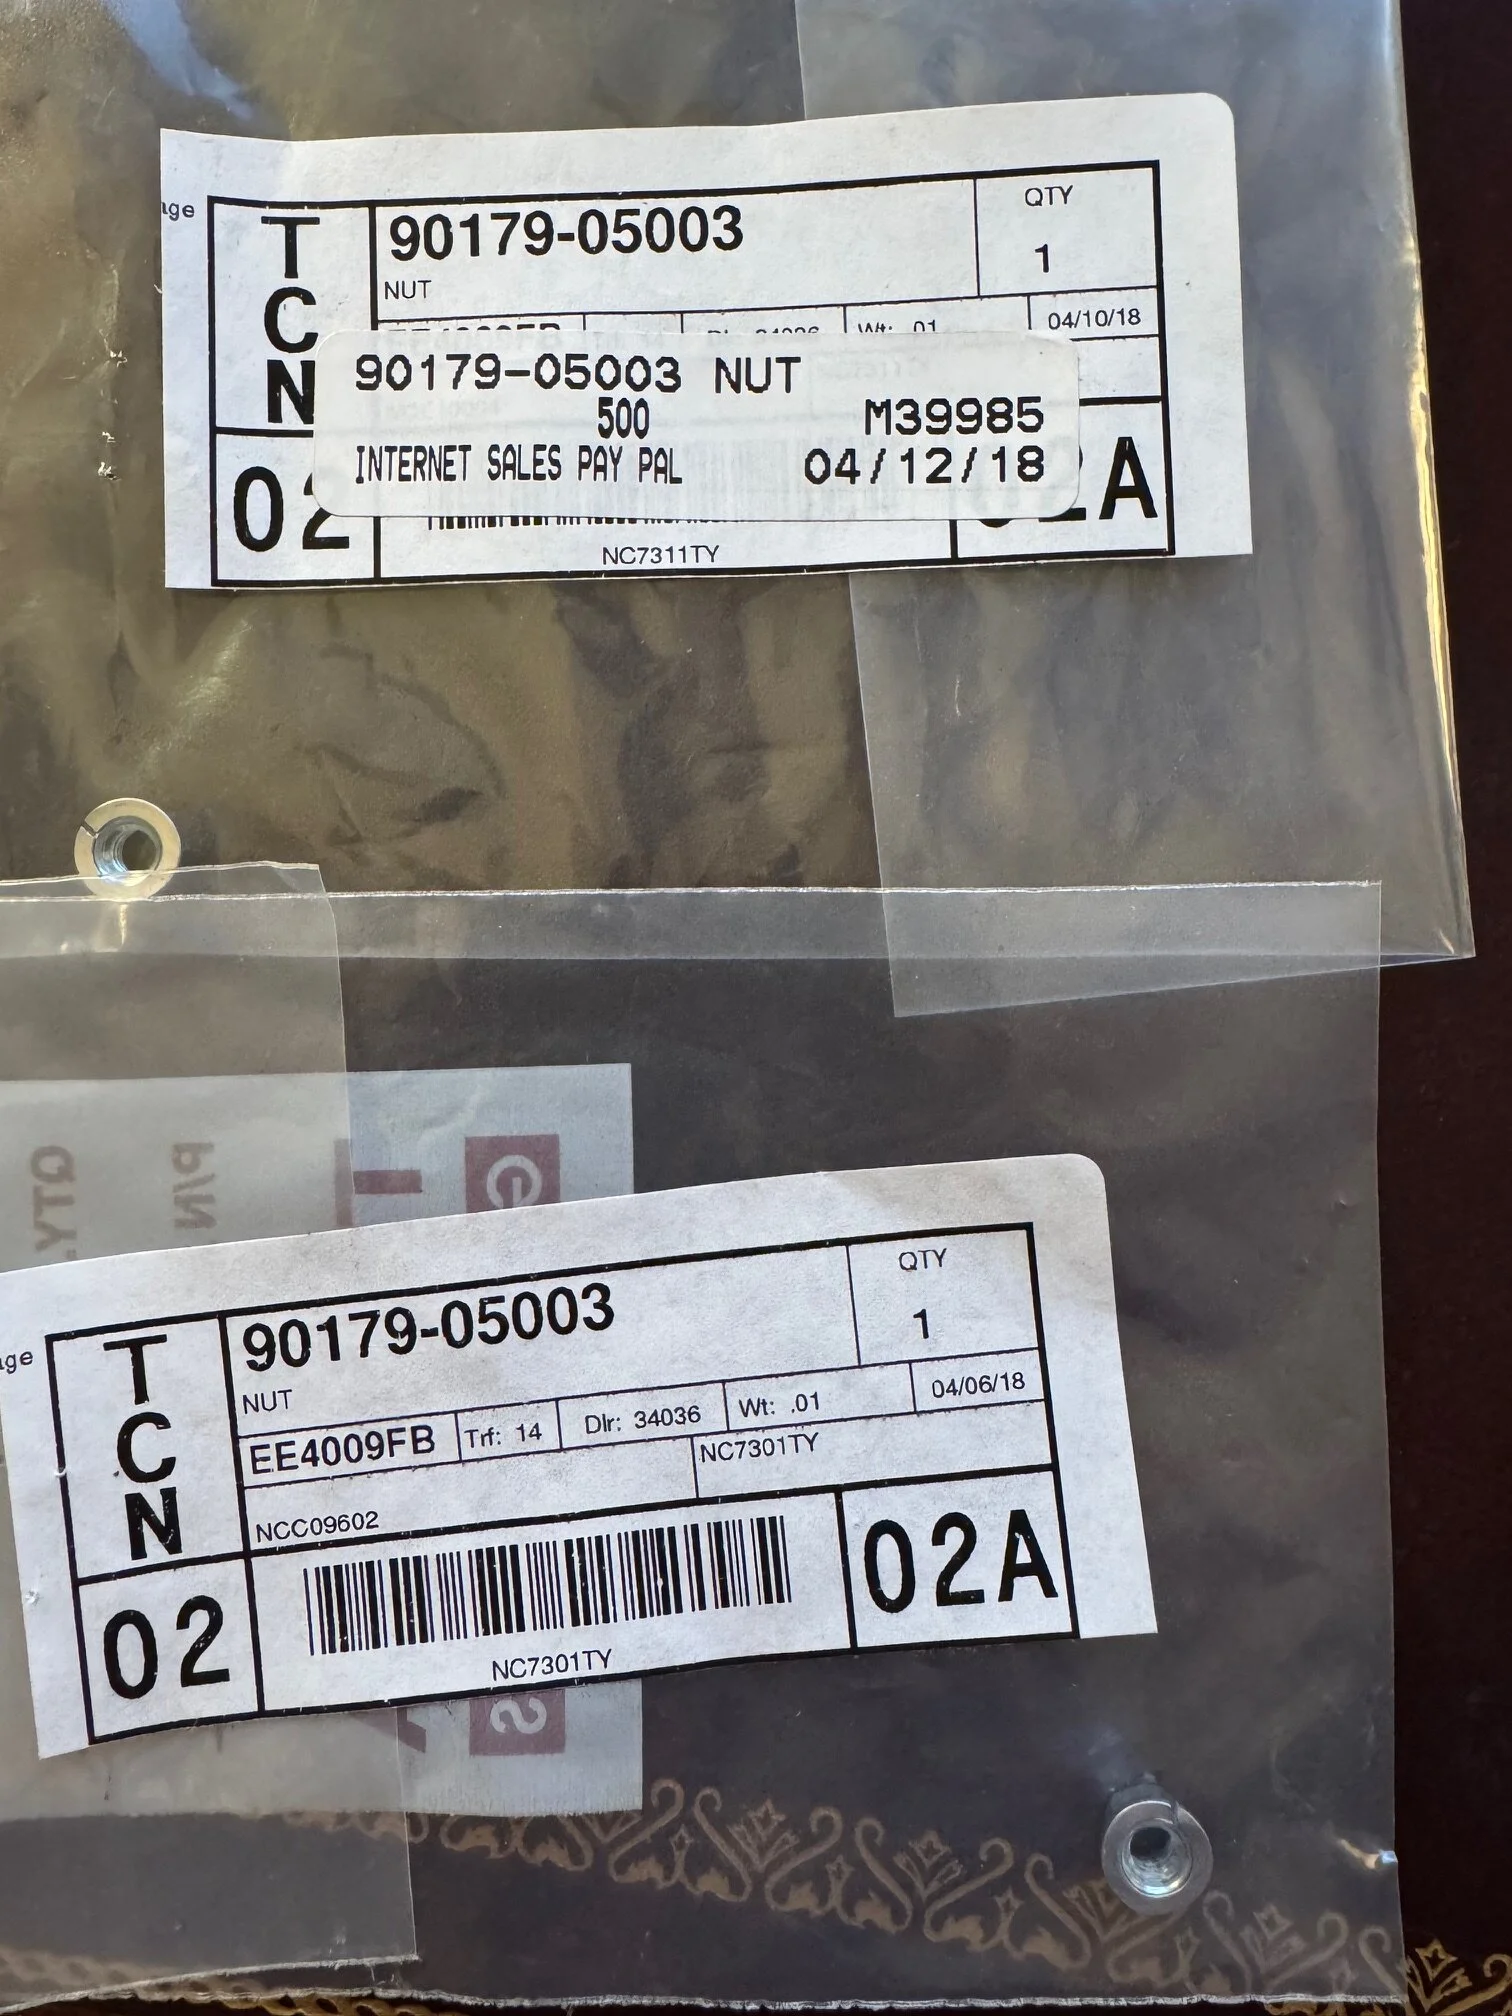 90179-05003
QTY
1
NUT
04/10/18
T
C
N
90179-05003 NUT
500 M39985
INTERNET SALES PAY PAL 04/12/18
02
A
NC7311TY
QTY
P/N
G
90179-05003
QTY
1
NUT
EE4009FB Trf: 14 Dlr: 34036 Wt: .01 04/06/18
NC7301TY
T
C
N
NCC09602
02
02A
NC7301TY
S